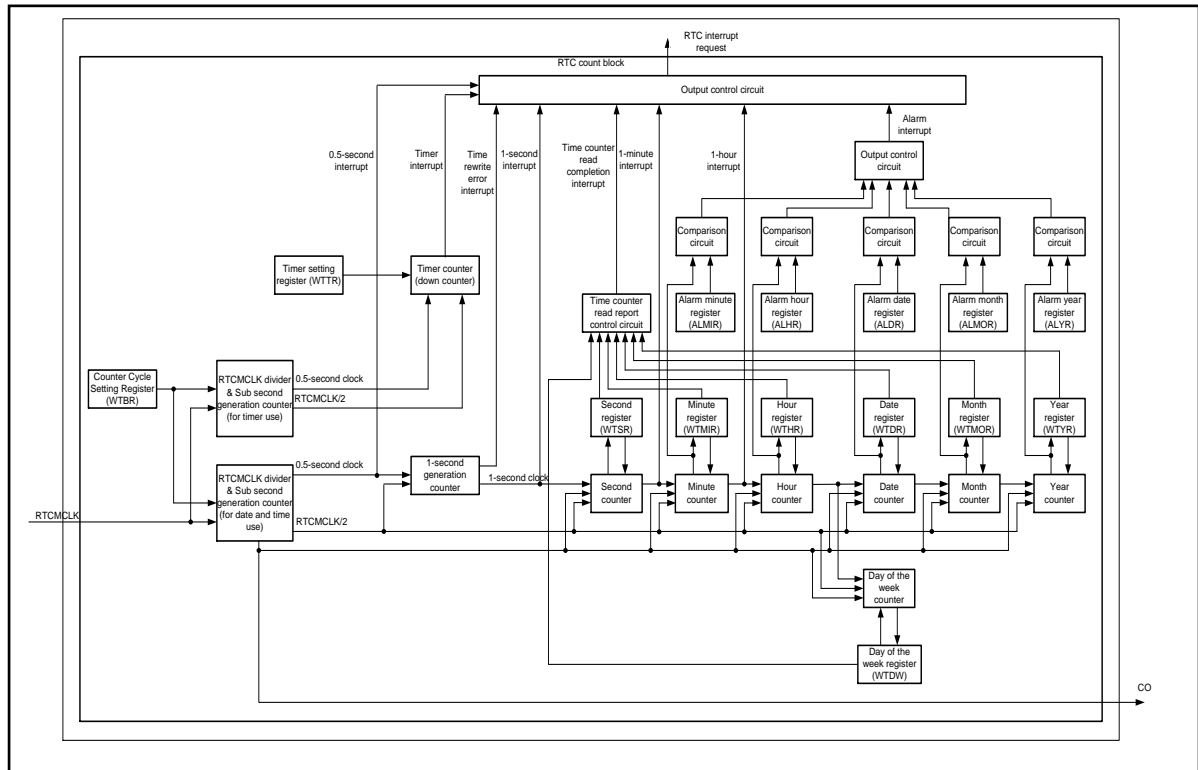 RTC interrupt
request
RTC count block
Output control circuit
0.5-second
interrupt
Timer
interrupt
Time
rewrite
error
interrupt
1-second
interrupt
Time counter
read
completion
interrupt
1-minute
interrupt
1-hour
interrupt
Alarm
interrupt
Output control
circuit
Comparison
circuit
Comparison
circuit
Comparison
circuit
Comparison
circuit
Comparison
circuit
Timer setting
register (WTTR)
Timer counter
(down counter)
Time counter
read report
control circuit
Alarm minute
register
(ALMIR)
Alarm hour
register
(ALHR)
Alarm date
register
(ALDR)
Alarm month
register
(ALMOR)
Alarm year
register
(ALYR)
Counter Cycle
Setting Register
(WTBR)
RTCMCLK divider
& Sub second
generation counter
(for timer use)
0.5-second clock
RTCMCLK/2
Second
register
(WTSR)
Minute
register
(WTMIR)
Hour
register
(WTHR)
Date
register
(WTDR)
Month
register
(WTMOR)
Year
register
(WTYR)
RTCMCLK
RTCMCLK divider
& Sub second
generation counter
(for date and time
use)
0.5-second clock
RTCMCLK/2
1-second
generation
counter
1-second clock
Second
counter
Minute
counter
Hour
counter
Date
counter
Month
counter
Year
counter
Day of the
week
counter
Day of the
week register
(WTDW)
CO